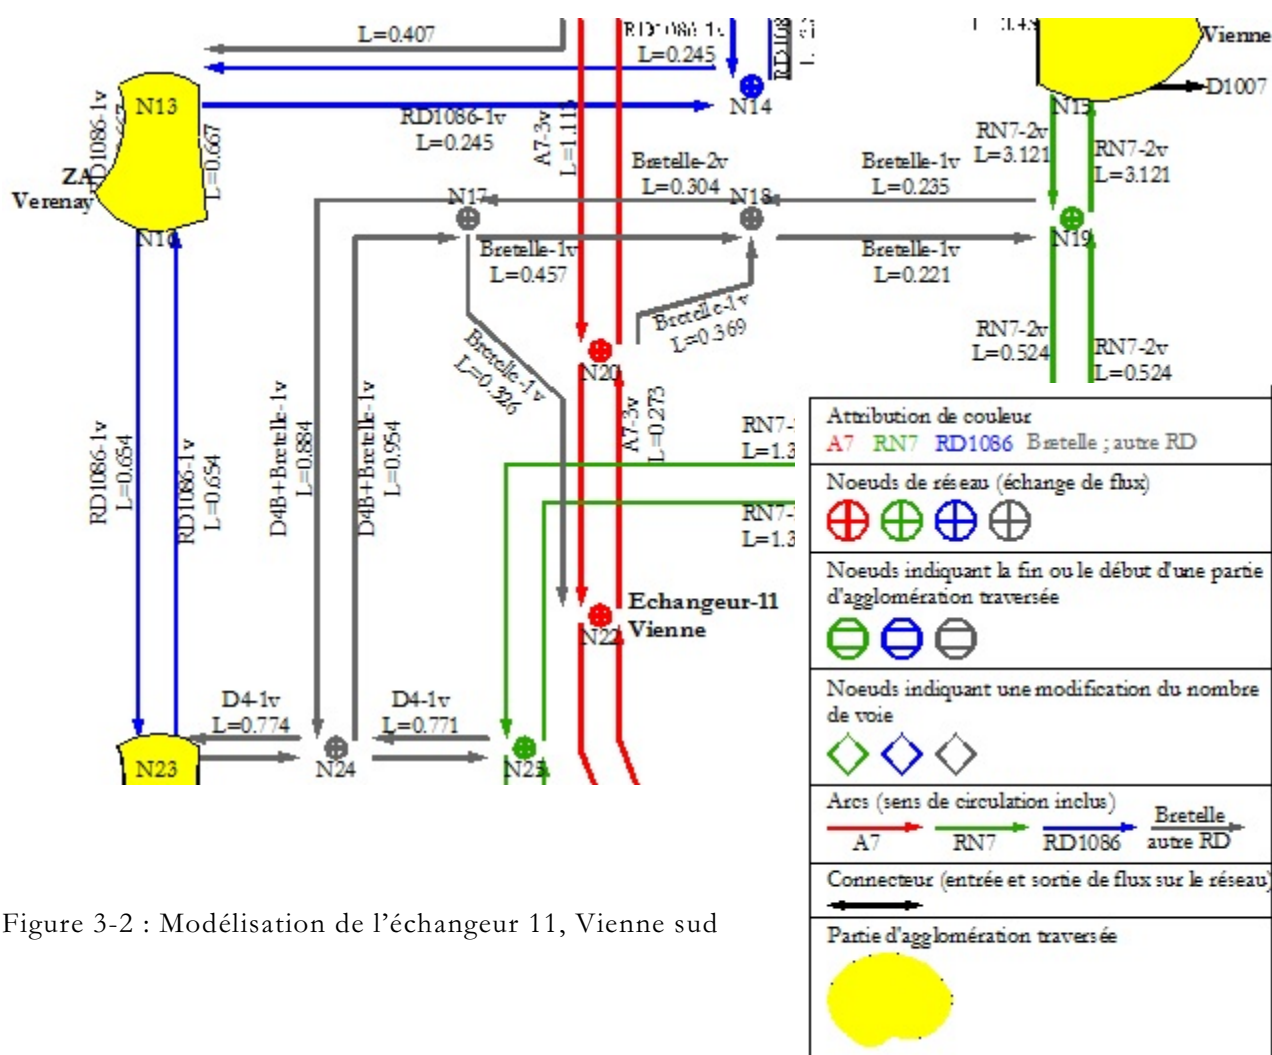 L=0.407
L=0.245
Vienne
D1007
N13
N14
N15
RD1086-1v
L=0.245
A7-3v
L=1.113
RN7-2v
L=3.121
RN7-2v
L=3.121
RD1086-1v
L=0.667
ZA
Verenay
Bretelle-2v
L=0.304
Bretelle-1v
L=0.235
N17
N18
N19
N16
Bretelle-1v
L=0.457
Bretelle-1v
L=0.221
Bretelle-1v
L=0.369
Bretelle-1v
L=0.326
N20
RN7-2v
L=0.524
RN7-2v
L=0.524
A7-3v
L=0.273
RD1086-1v
L=0.654
RD1086-1v
L=0.654
D4B+Bretelle-1v
L=0.884
D4B+Bretelle-1v
L=0.954
RN7-
L=1.3
RN7-
L=1.3
Echangeur-11
Vienne
N22
D4-1v
L=0.774
D4-1v
L=0.771
N23
N24
Attribution de couleur
A7 RN7 RD1086 Bretelle ; autre RD
Noeuds de réseau (échange de flux)
Noeuds indiquant la fin ou le début d'une partie
d'agglomération traversée
Noeuds indiquant une modification du nombre
de voie
Arcs (sens de circulation inclus)
A7 RN7 RD1086 Bretelle
autre RD
Connecteur (entrée et sortie de flux sur le réseau)
Partie d'agglomération traversée
Figure 3-2 : Modélisation de l'échangeur 11, Vienne sud